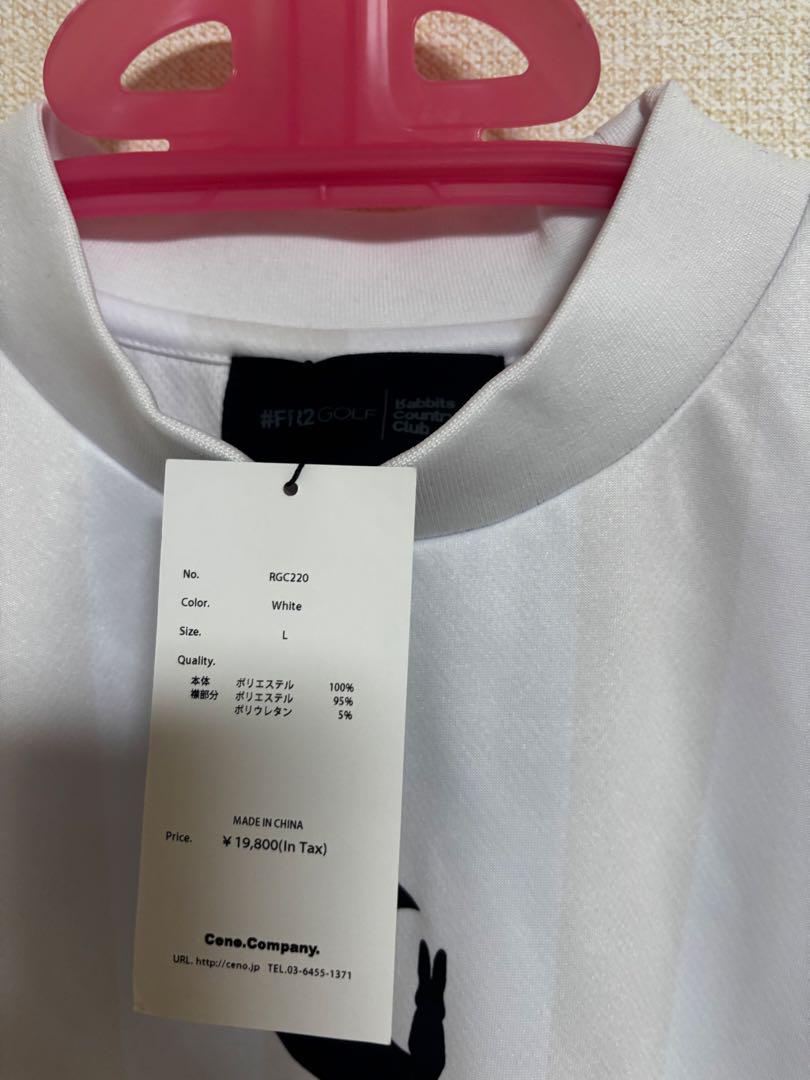 #FR2GOLF
Rabbits
Country
Club
No. RGC220
Color. White
Size. L
Quality.
本体 ポリエステル 100%
襟部分 ポリエステル 95%
ポリウレタン 5%
MADE IN CHINA
Price. ¥19,800(In Tax)
Ceno.Company.
URL. http://ceno.jp TEL.03-6455-1371